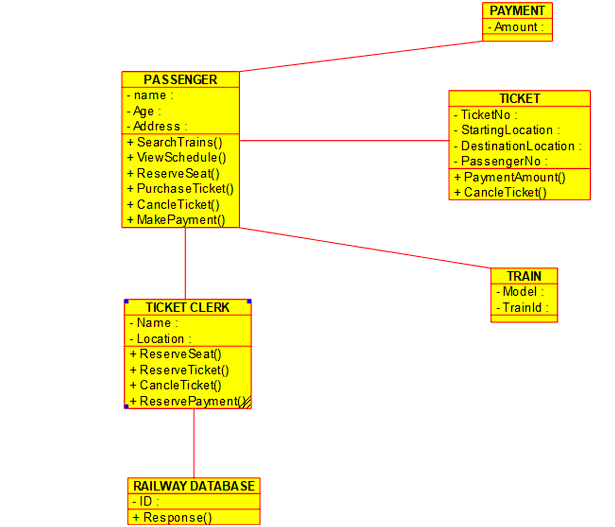 PAYMENT
- Amount :
PASSENGER
- name :
- Age :
- Address :
+ SearchTrains()
+ ViewSchedule()
+ ReserveSeat()
+ PurchaseTicket()
+ CancleTicket()
+ MakePayment()
TICKET
- TicketNo :
- StartingLocation :
- DestinationLocation :
- PassengerNo :
+ PaymentAmount()
+ CancleTicket()
TRAIN
- Model :
- TrainId :
TICKET CLERK
- Name :
- Location :
+ ReserveSeat()
+ ReserveTicket()
+ CancleTicket()
+ ReservePayment()
RAILWAY DATABASE
- ID :
+ Response()